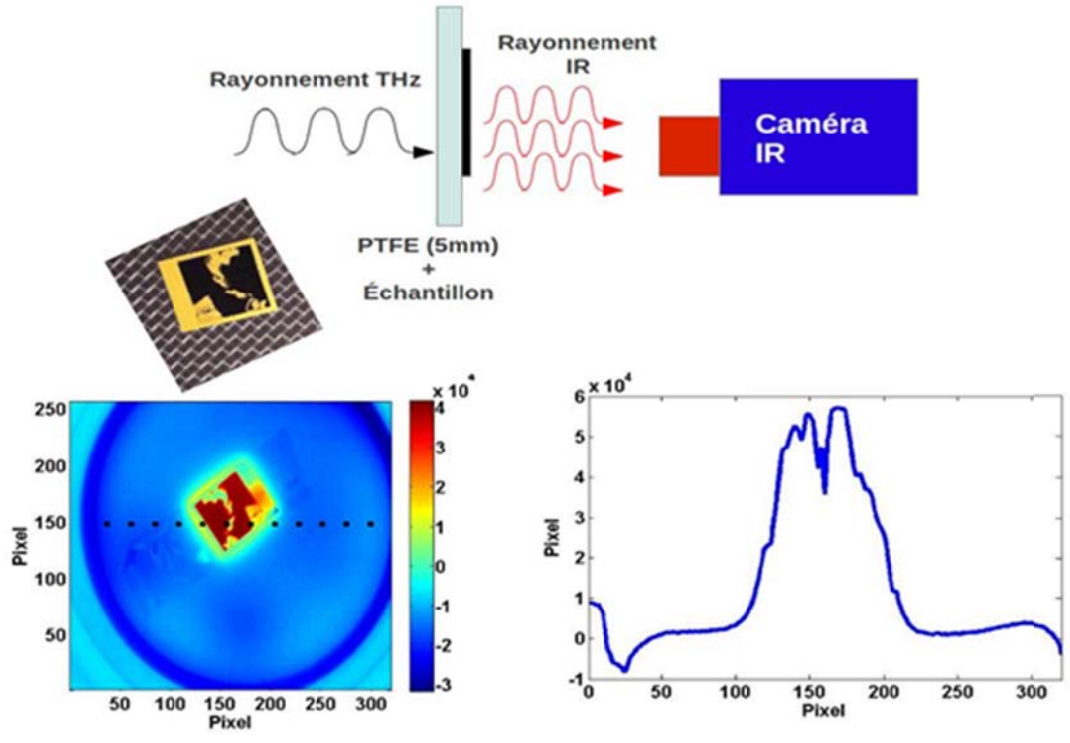 Rayonnement THz
Rayonnement
IR
Caméra
IR
PTFE (5mm)
+
Échantillon
x 10⁴
250
200
150
100
50
Pixel
50 100 150 200 250 300
Pixel
4
3
2
1
0
-1
-2
-3
x 10⁴
6
5
4
3
2
1
0
-1
Pixel
0 50 100 150 200 250 300
Pixel